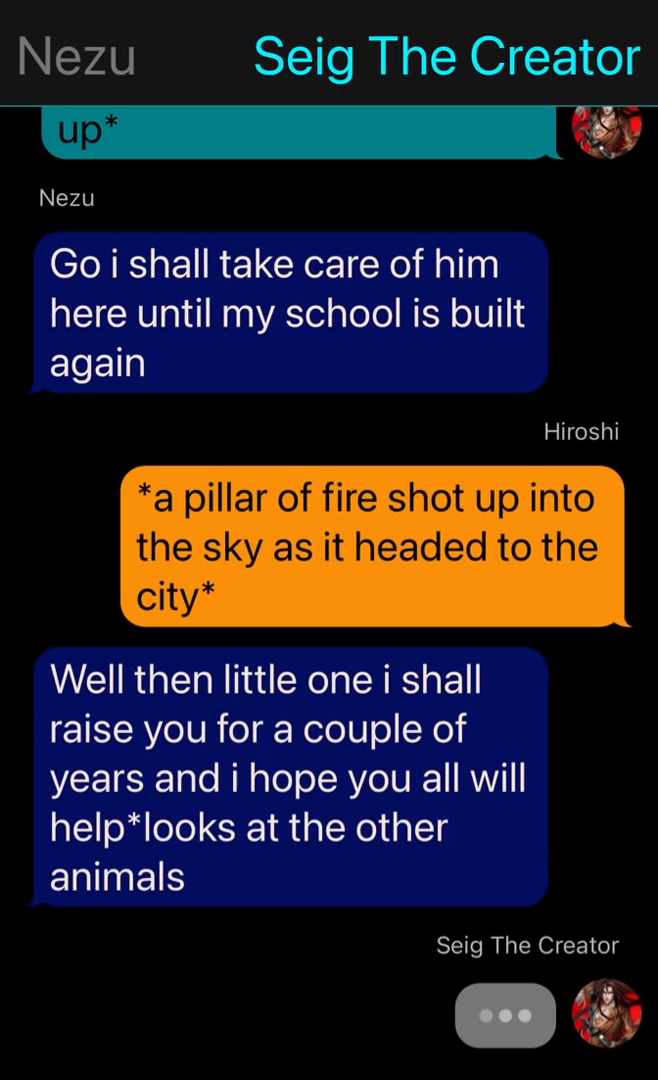 Nezu Seig The Creator
up*
Nezu
Go i shall take care of him
here until my school is built
again
Hiroshi
*a pillar of fire shot up into
the sky as it headed to the
city*
Well then little one i shall
raise you for a couple of
years and i hope you all will
help*looks at the other
animals
Seig The Creator